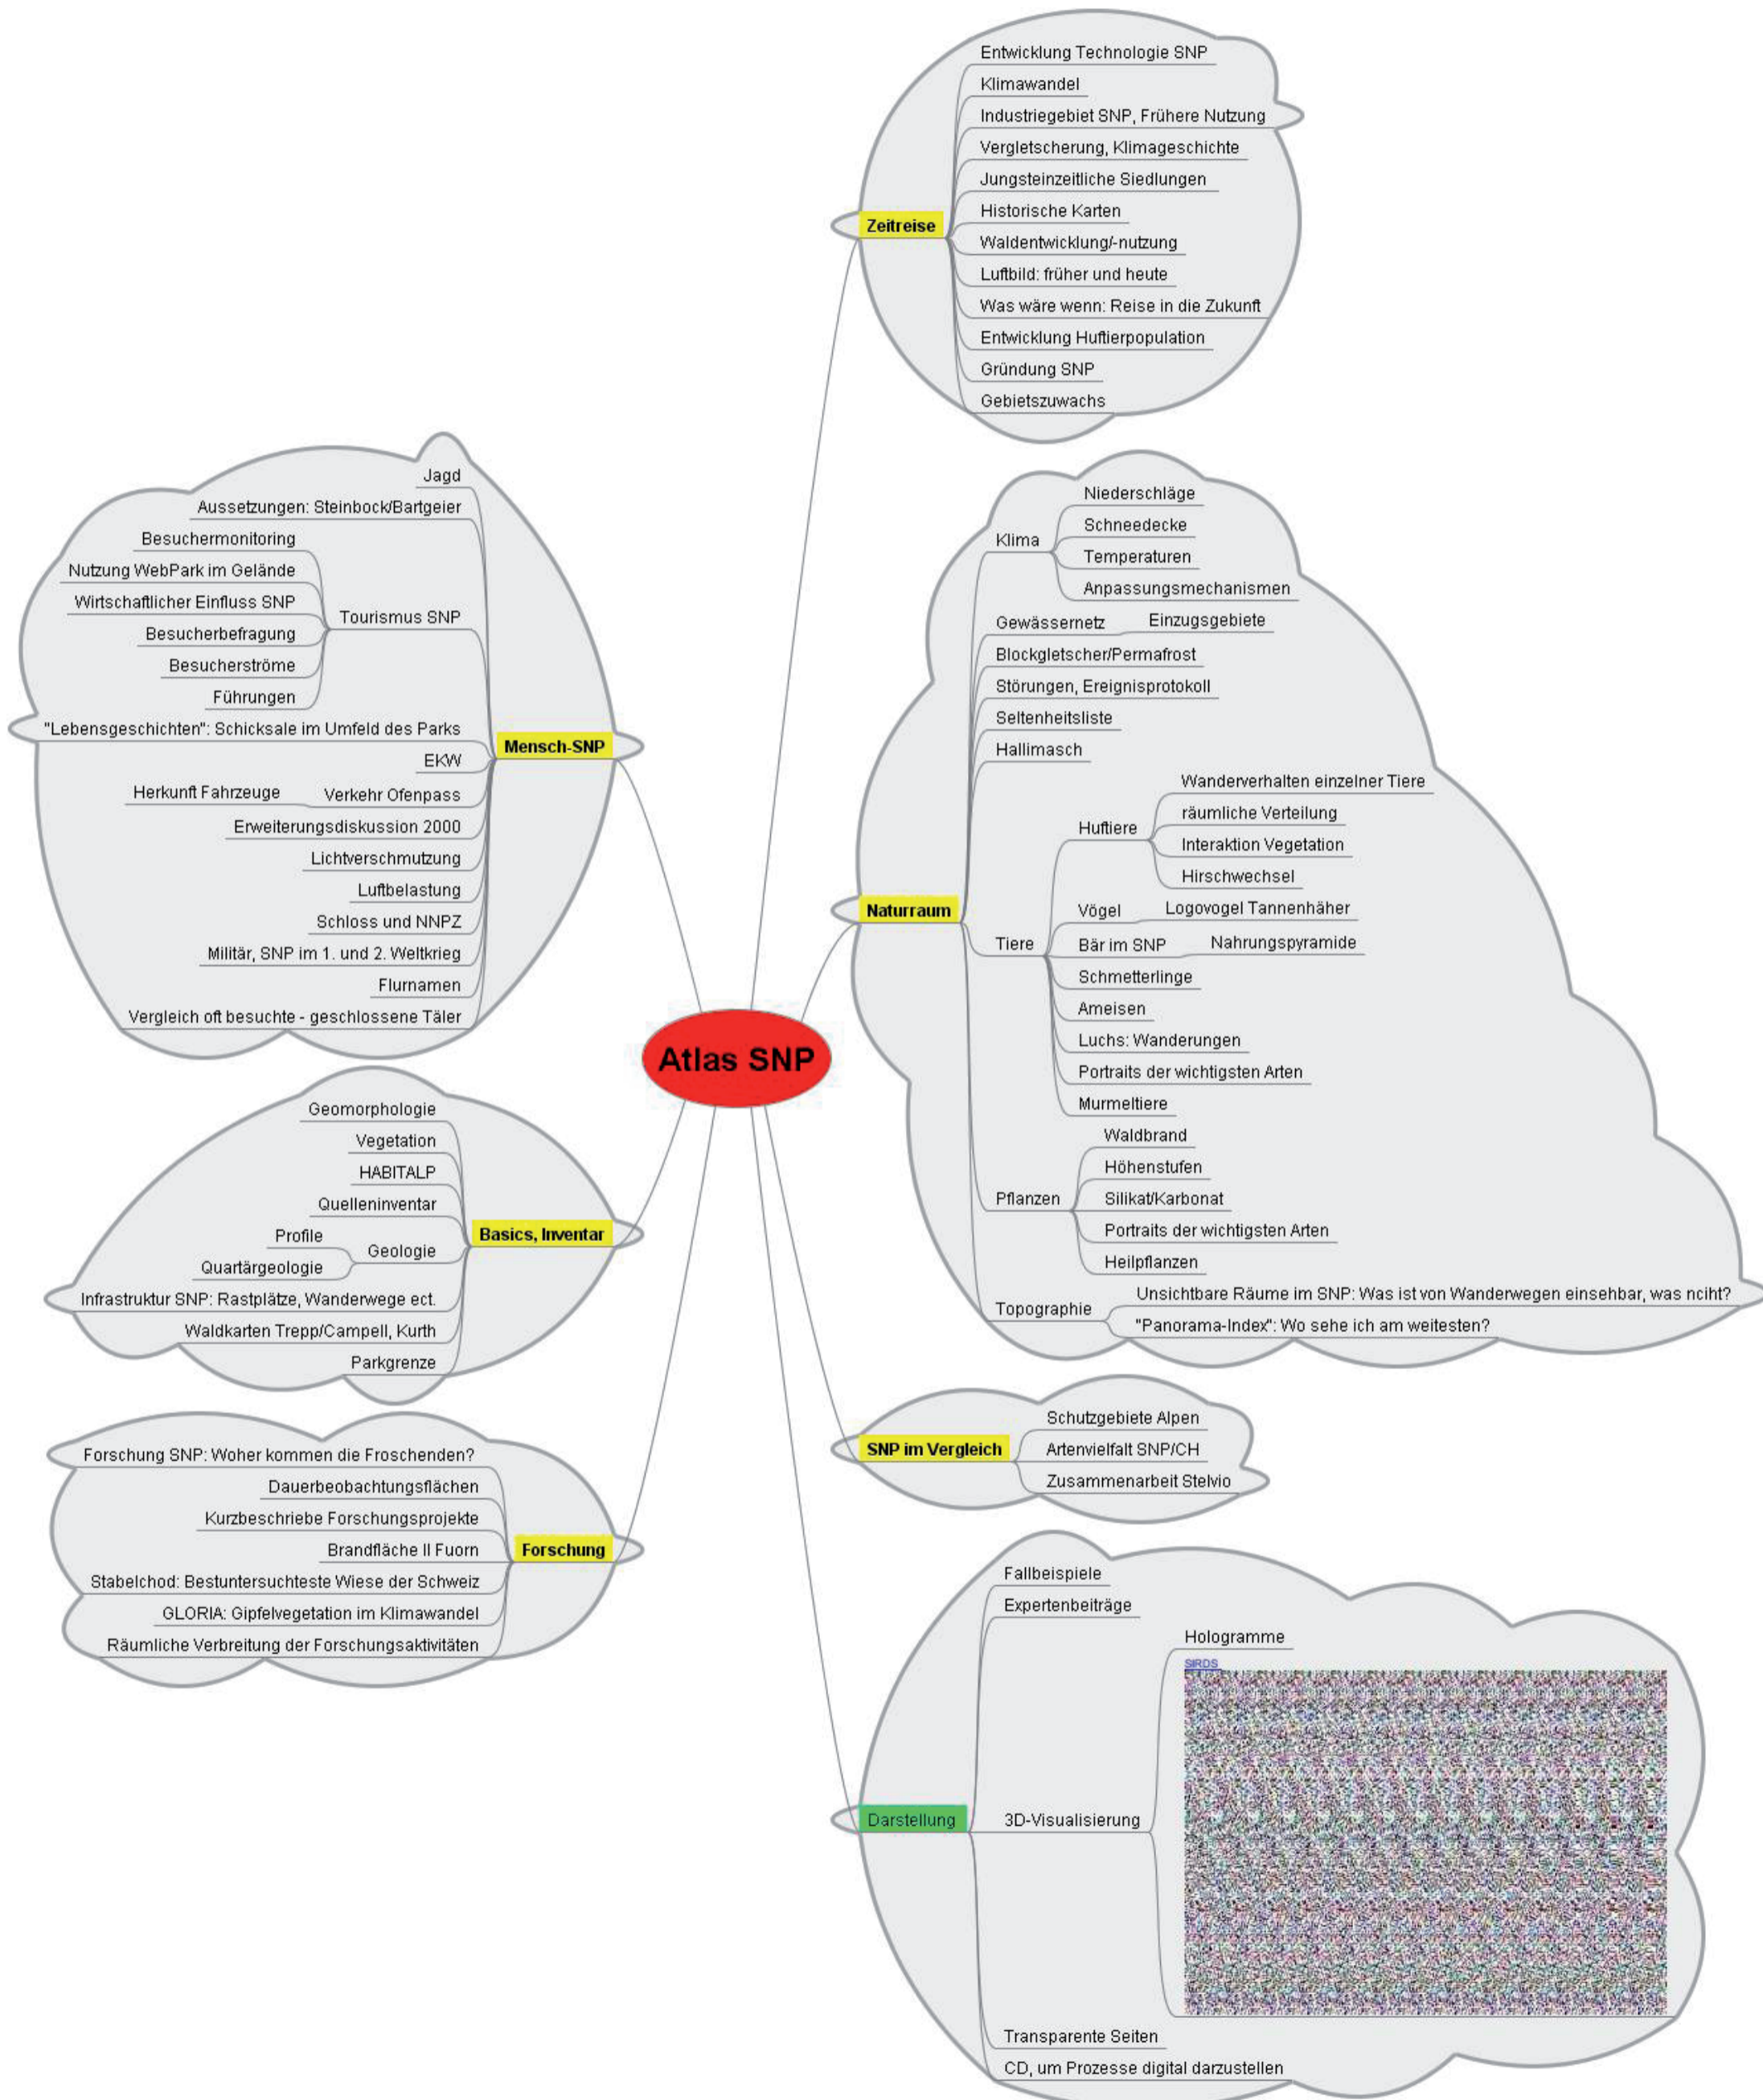 Atlas SNP
Zeitreise
Entwicklung Technologie SNP
Klimawandel
Industriegebiet SNP, Frühere Nutzung
Vergletscherung, Klimageschichte
Jungsteinzeitliche Siedlungen
Historische Karten
Waldentwicklung/-nutzung
Luftbild: früher und heute
Was wäre wenn: Reise in die Zukunft
Entwicklung Huftierpopulation
Gründung SNP
Gebietszuwachs
Mensch-SNP
Jagd
Aussetzungen: Steinbock/Bartgeier
Tourismus SNP
Besuchermonitoring
Nutzung WebPark im Gelände
Wirtschaftlicher Einfluss SNP
Besucherbefragung
Besucherströme
Führungen
"Lebensgeschichten": Schicksale im Umfeld des Parks
EKW
Verkehr Ofenpass
Herkunft Fahrzeuge
Erweiterungsdiskussion 2000
Lichtverschmutzung
Luftbelastung
Schloss und NNPZ
Militär, SNP im 1. und 2. Weltkrieg
Flurnamen
Vergleich oft besuchte - geschlossene Täler
Naturraum
Klima
Niederschläge
Schneedecke
Temperaturen
Anpassungsmechanismen
Gewässernetz
Einzugsgebiete
Blockgletscher/Permafrost
Störungen, Ereignisprotokoll
Seltenheitsliste
Hallimasch
Tiere
Huftiere
Wanderverhalten einzelner Tiere
räumliche Verteilung
Interaktion Vegetation
Hirschwechsel
Vögel
Logovogel Tannenhäher
Bär im SNP
Nahrungspyramide
Schmetterlinge
Ameisen
Luchs: Wanderungen
Portraits der wichtigsten Arten
Murmeltiere
Pflanzen
Waldbrand
Höhenstufen
Silikat/Karbonat
Portraits der wichtigsten Arten
Heilpflanzen
Topographie
Unsichtbare Räume im SNP: Was ist von Wanderwegen einsehbar, was nciht?
"Panorama-Index": Wo sehe ich am weitesten?
Basics, Inventar
Geomorphologie
Vegetation
HABITALP
Quelleninventar
Geologie
Profile
Quartärgeologie
Infrastruktur SNP: Rastplätze, Wanderwege ect.
Waldkarten Trepp/Campell, Kurth
Parkgrenze
Forschung
Forschung SNP: Woher kommen die Froschenden?
Dauerbeobachtungsflächen
Kurzbeschriebe Forschungsprojekte
Brandfläche Il Fuorn
Stabelchod: Bestuntersuchteste Wiese der Schweiz
GLORIA: Gipfelvegetation im Klimawandel
Räumliche Verbreitung der Forschungsaktivitäten
SNP im Vergleich
Schutzgebiete Alpen
Artenvielfalt SNP/CH
Zusammenarbeit Stelvio
Darstellung
Fallbeispiele
Expertenbeiträge
3D-Visualisierung
Hologramme
SIRDS
Transparente Seiten
CD, um Prozesse digital darzustellen